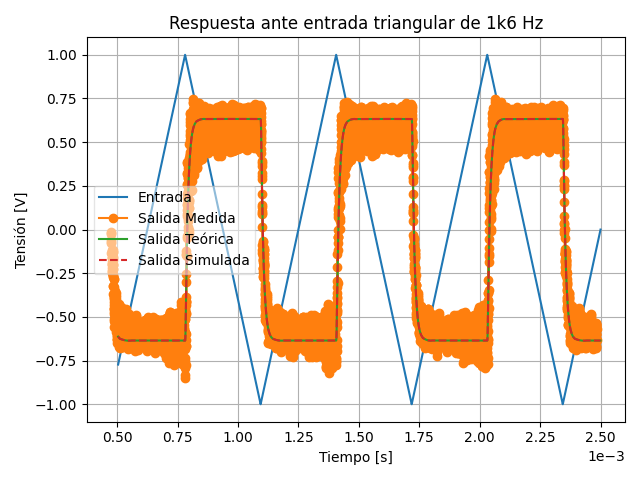 Respuesta ante entrada triangular de 1k6 Hz
Tensión [V]
1.00
0.75
0.50
0.25
0.00
−0.25
−0.50
−0.75
−1.00
Entrada
Salida Medida
Salida Teórica
Salida Simulada
0.50 0.75 1.00 1.25 1.50 1.75 2.00 2.25 2.50
1e−3
Tiempo [s]